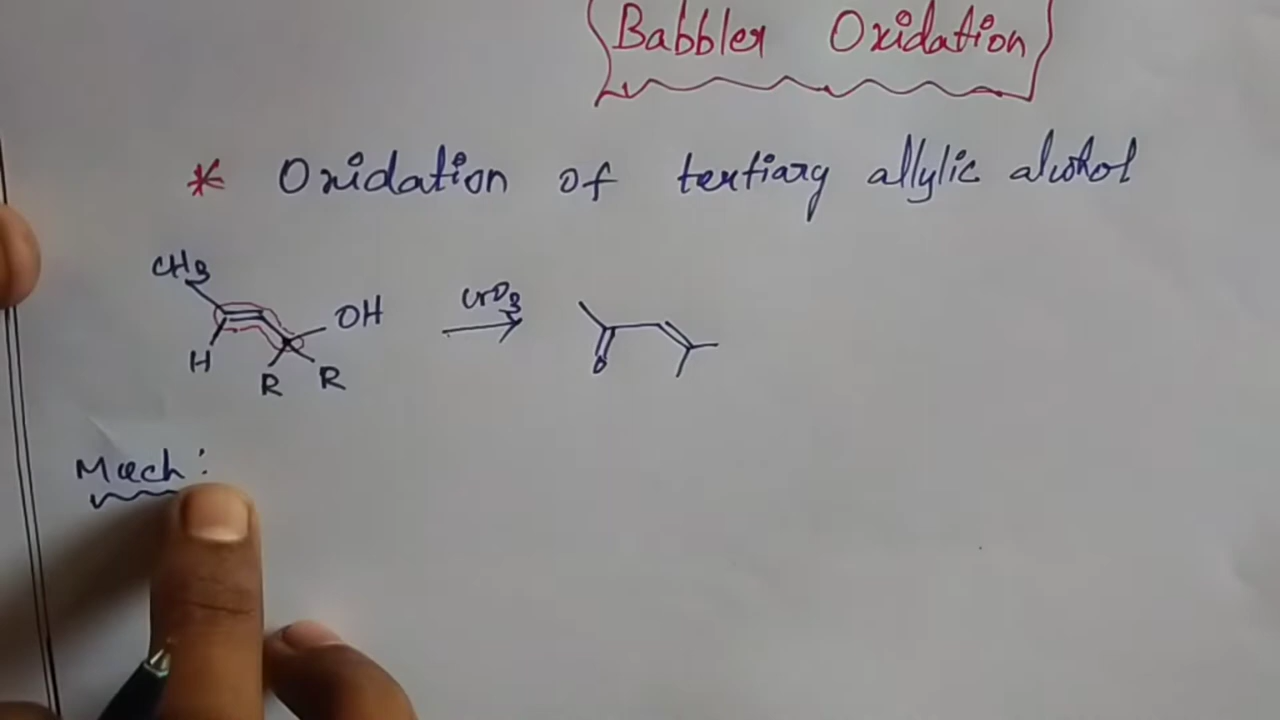 Babbler Oxidation
* Oxidation of tertiary allylic alcohol
CH3
OH
H
R
R
CrO3
O
Mech: